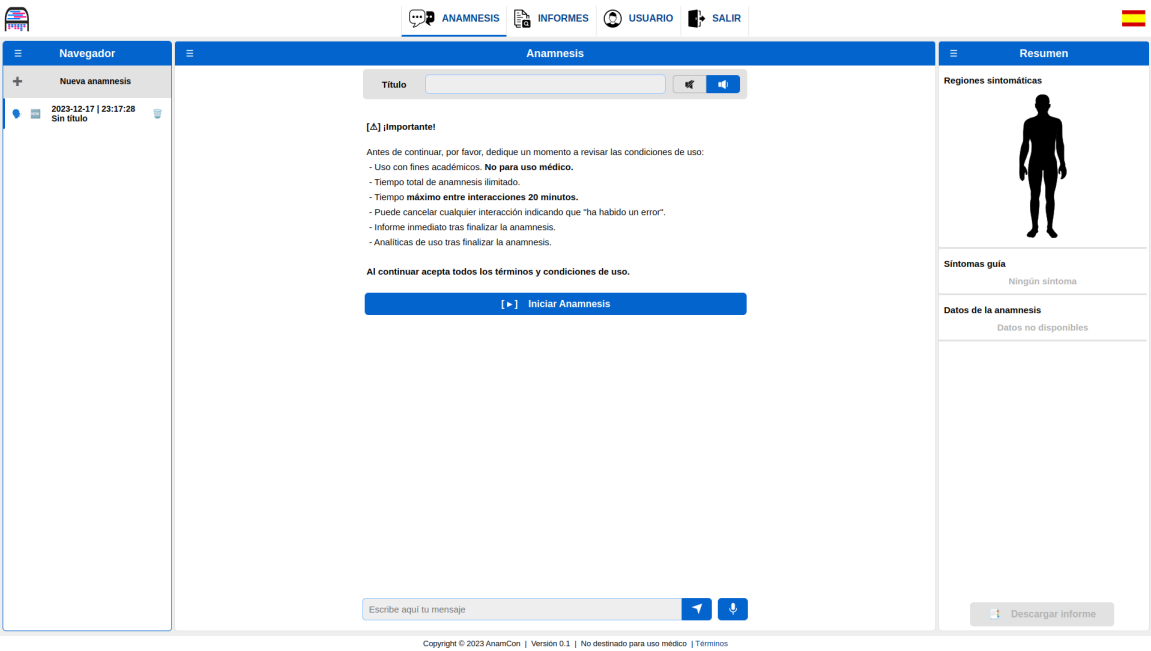 ANAMNESIS
INFORMES
USUARIO
SALIR
☰ Navegador
Nueva anamnesis
2023-12-17 | 23:17:28
Sin título
☰ Anamnesis
Título
[⚠] ¡Importante!
Antes de continuar, por favor, dedique un momento a revisar las condiciones de uso:
- Uso con fines académicos. No para uso médico.
- Tiempo total de anamnesis ilimitado.
- Tiempo máximo entre interacciones 20 minutos.
- Puede cancelar cualquier interacción indicando que "ha habido un error".
- Informe inmediato tras finalizar la anamnesis.
- Analíticas de uso tras finalizar la anamnesis.
Al continuar acepta todos los términos y condiciones de uso.
[►] Iniciar Anamnesis
Escribe aquí tu mensaje
☰ Resumen
Regiones sintomáticas
Síntomas guía
Ningún síntoma
Datos de la anamnesis
Datos no disponibles
Descargar informe
Copyright © 2023 AnamCon | Versión 0.1 | No destinado para uso médico | Términos